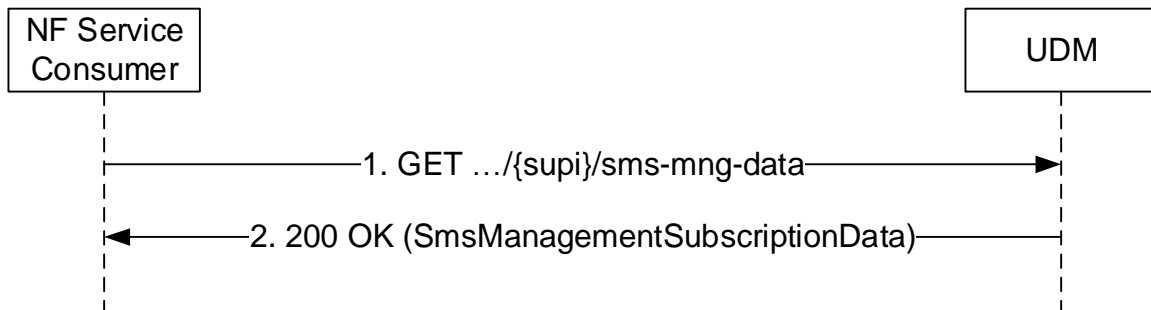 NF Service
Consumer
UDM
1. GET …/{supi}/sms-mng-data
2. 200 OK (SmsManagementSubscriptionData)